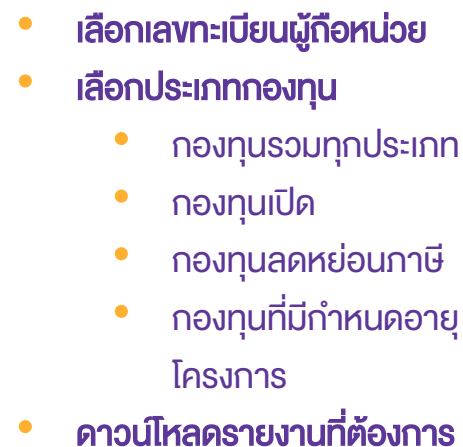 เลือกเลขทะเบียนผู้ถือหน่วย
เลือกประเภทกองทุน
กองทุนรวมทุกประเภท
กองทุนเปิด
กองทุนลดหย่อนภาษี
กองทุนที่มีกำหนดอายุ
โครงการ
ดาวน์โหลดรายงานที่ต้องการ